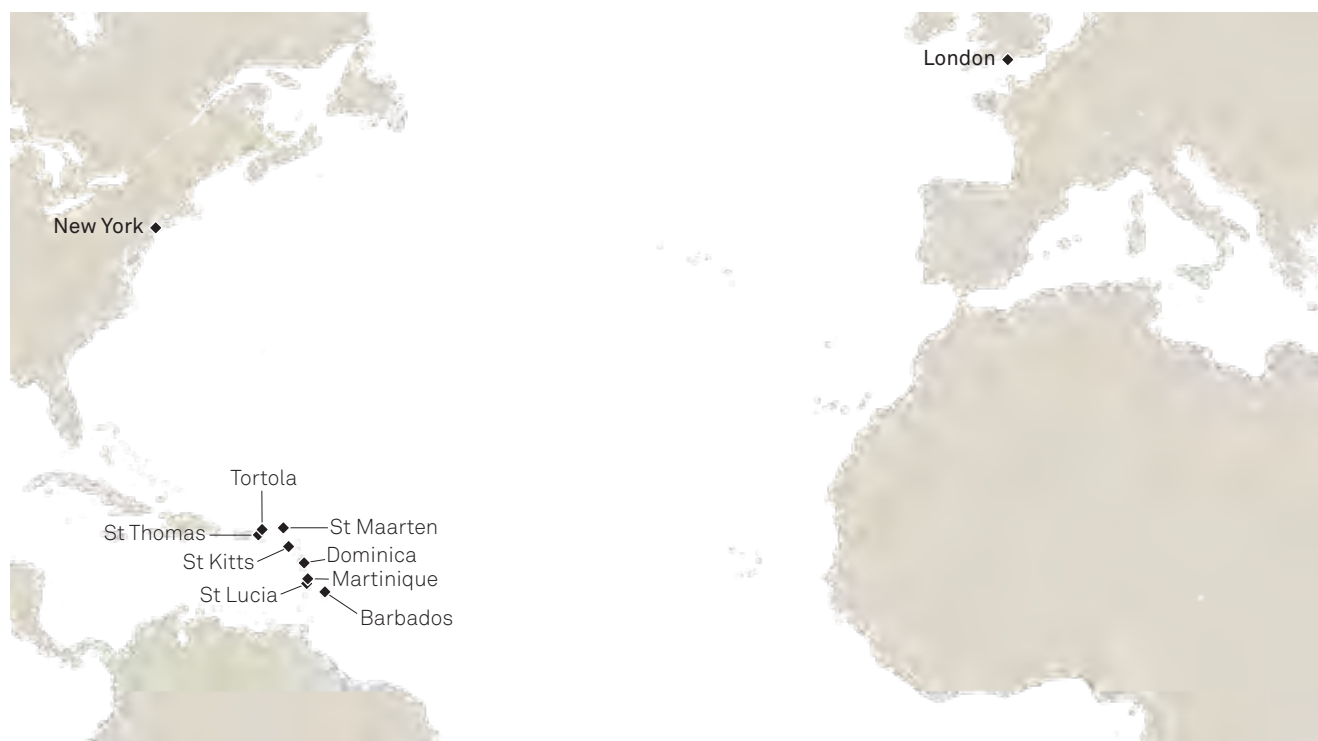 London
New York
Tortola
St Maarten
St Thomas
Dominica
St Kitts
Martinique
St Lucia
Barbados